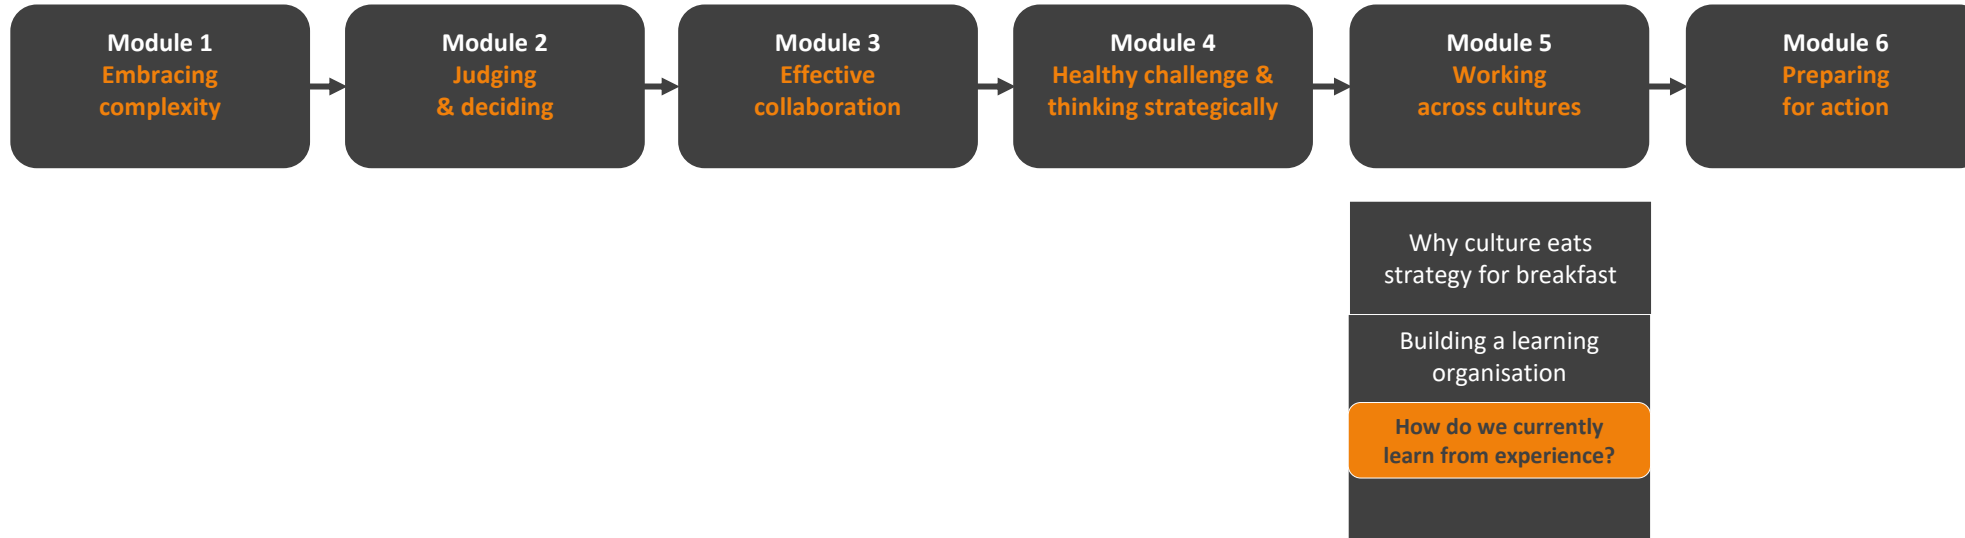 Module 1
Embracing
complexity
Module 2
Judging
& deciding
Module 3
Effective
collaboration
Module 4
Healthy challenge &
thinking strategically
Module 5
Working
across cultures
Module 6
Preparing
for action
Why culture eats
strategy for breakfast
Building a learning
organisation
How do we currently
learn from experience?